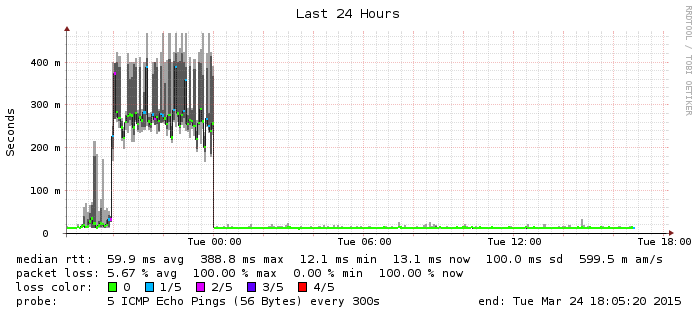 Last 24 Hours
RRDTOOL / TOBI OETIKER
Seconds
400 m
300 m
200 m
100 m
0
Tue 00:00 Tue 06:00 Tue 12:00 Tue 18:00
median rtt: 59.9 ms avg 388.8 ms max 12.1 ms min 13.1 ms now 100.0 ms sd 599.5 m am/s
packet loss: 5.67 % avg 100.00 % max 0.00 % min 100.00 % now
loss color: 0 1/5 2/5 3/5 4/5
probe: 5 ICMP Echo Pings (56 Bytes) every 300s end: Tue Mar 24 18:05:20 2015